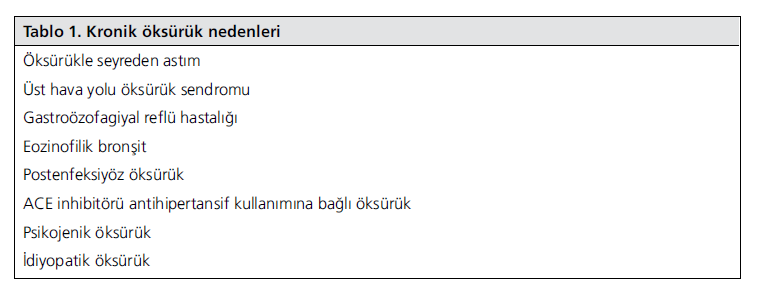 Tablo 1. Kronik öksürük nedenleri
Öksürükle seyreden astım
Üst hava yolu öksürük sendromu
Gastroözofagiyal reflü hastalığı
Eozinofilik bronşit
Postenfeksiyöz öksürük
ACE inhibitörü antihipertansif kullanımına bağlı öksürük
Psikojenik öksürük
İdiyopatik öksürük